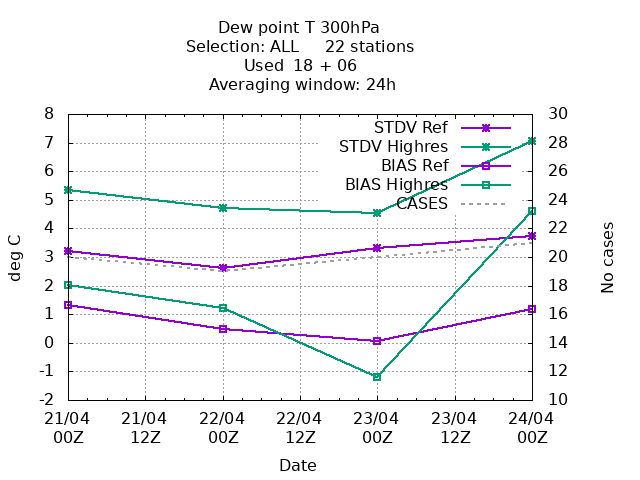 Dew point T 300hPa
Selection: ALL     22 stations
Used  18 + 06
Averaging window: 24h
8
7
6
5
4
3
2
1
0
-1
-2
deg C
30
28
26
24
22
20
18
16
14
12
10
No cases
STDV Ref
STDV Highres
BIAS Ref
BIAS Highres
CASES
21/04 21/04 22/04 22/04 23/04 23/04 24/04
00Z 12Z 00Z 12Z 00Z 12Z 00Z
Date